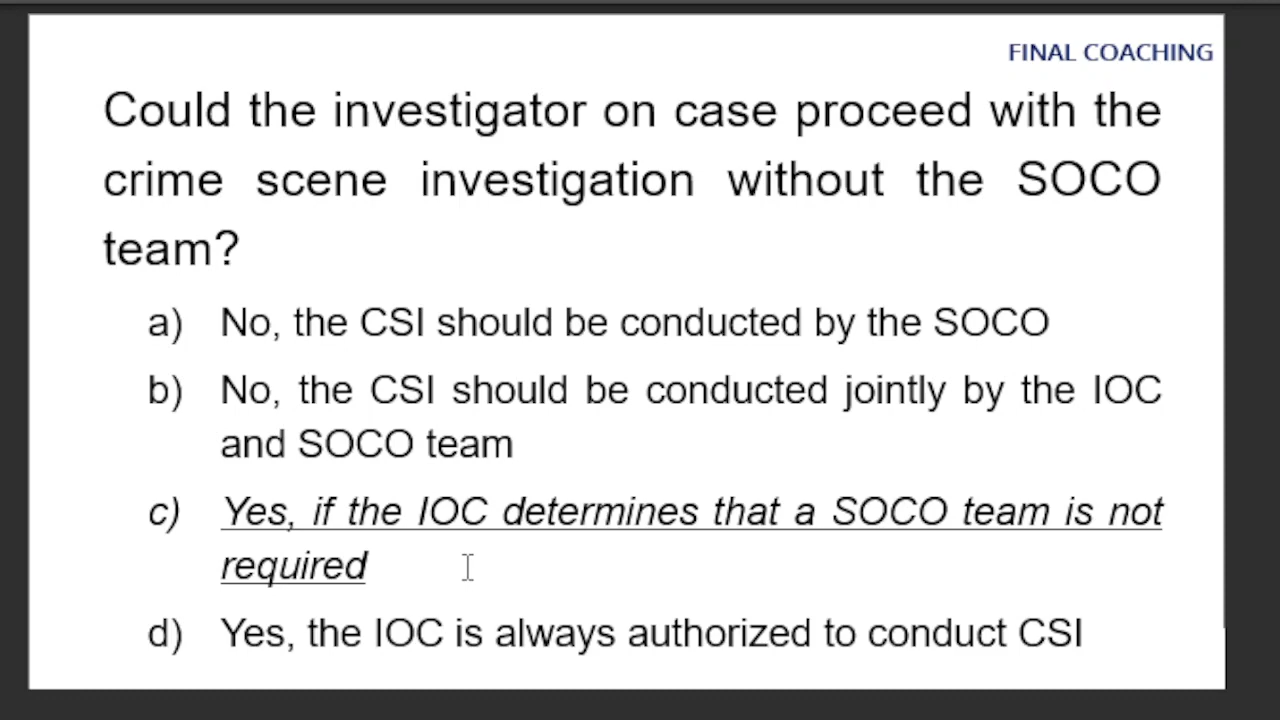 FINAL COACHING
Could the investigator on case proceed with the
crime scene investigation without the SOCO
team?
a) No, the CSI should be conducted by the SOCO
b) No, the CSI should be conducted jointly by the IOC
and SOCO team
c) Yes, if the IOC determines that a SOCO team is not
required
d) Yes, the IOC is always authorized to conduct CSI